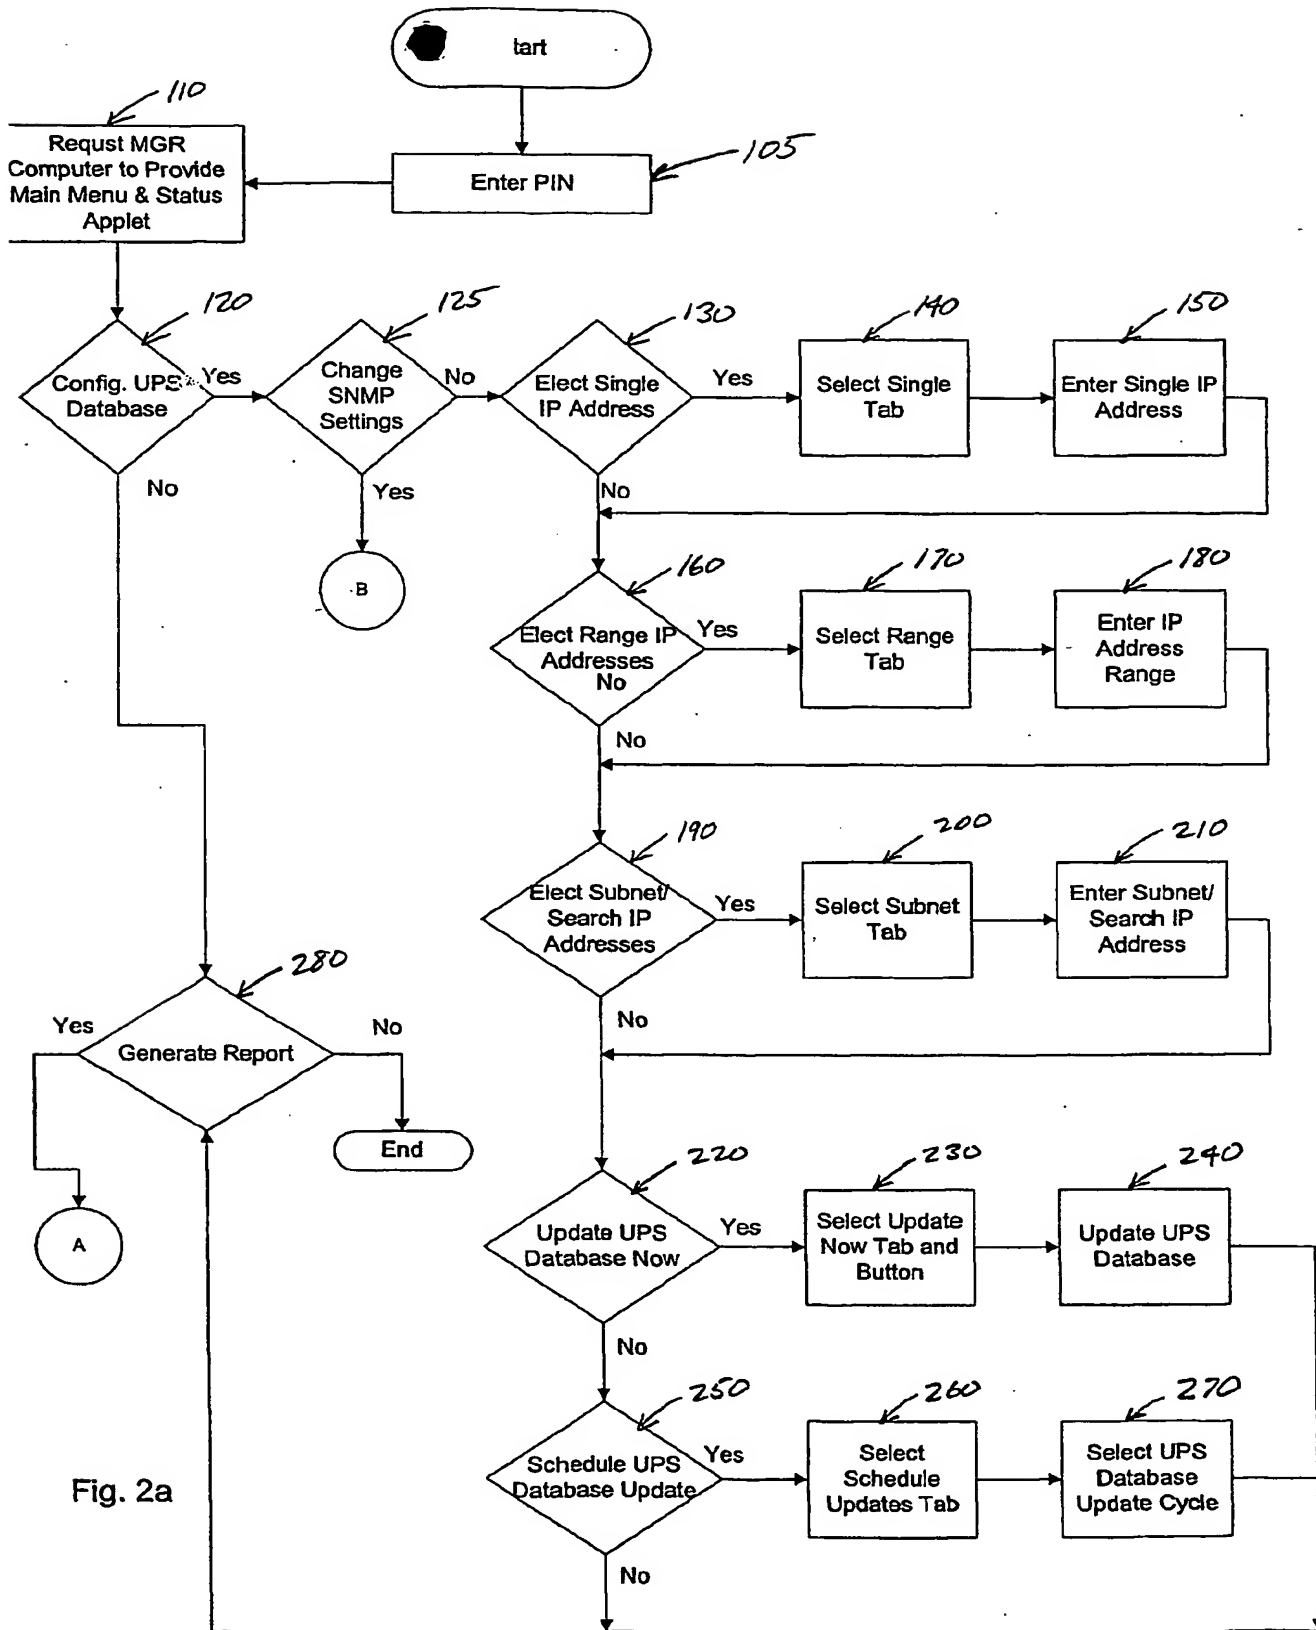 tart
110
Requst MGR
Computer to Provide
Main Menu & Status
Applet
105
Enter PIN
120
Config. UPS
Database
Yes
No
125
Change
SNMP
Settings
No
Yes
B
130
Elect Single
IP Address
Yes
No
140
Select Single
Tab
150
Enter Single IP
Address
160
Elect Range IP
Addresses
No
Yes
No
170
Select Range
Tab
180
Enter IP
Address
Range
190
Elect Subnet/
Search IP
Addresses
Yes
No
200
Select Subnet
Tab
210
Enter Subnet/
Search IP
Address
280
Generate Report
Yes
No
End
A
220
Update UPS
Database Now
Yes
No
230
Select Update
Now Tab and
Button
240
Update UPS
Database
250
Schedule UPS
Database Update
Yes
No
260
Select
Schedule
Updates Tab
270
Select UPS
Database
Update Cycle
Fig. 2a